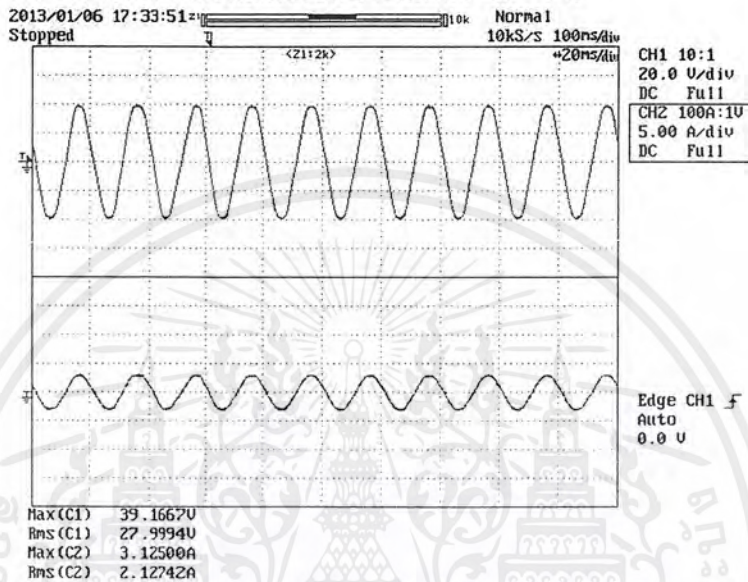 2013/01/06 17:33:51 10k Normal
Stopped 10kS/s 100ms/div
<Z1:2k> 20ms/div
CH1 10:1
20.0 V/div
DC Full
CH2 100A:1V
5.00 A/div
DC Full
Edge CH1
Auto
0.0 V
Max(C1) 39.1667V
Rms(C1) 27.9994V
Max(C2) 3.12500A
Rms(C2) 2.12742A